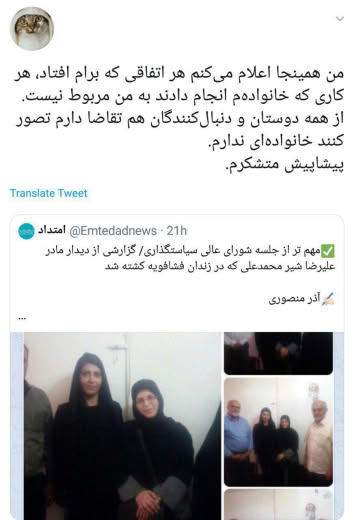 من همینجا اعلام می‌کنم هر اتفاقی که برام افتاد، هر
کاری که خانواده‌م انجام دادند به من مربوط نیست.
از همه دوستان و دنبال‌کنندگان هم تقاضا دارم تصور
کنند خانواده‌ای ندارم.
پیشاپیش متشکرم.
Translate Tweet
امتداد @Emtedadnews · 21h
✅مهم تر از جلسه شورای عالی سیاستگذاری/ گزارشی از دیدار مادر
علیرضا شیر محمدعلی که در زندان فشافویه کشته شد
✍🏻آذر منصوری
...